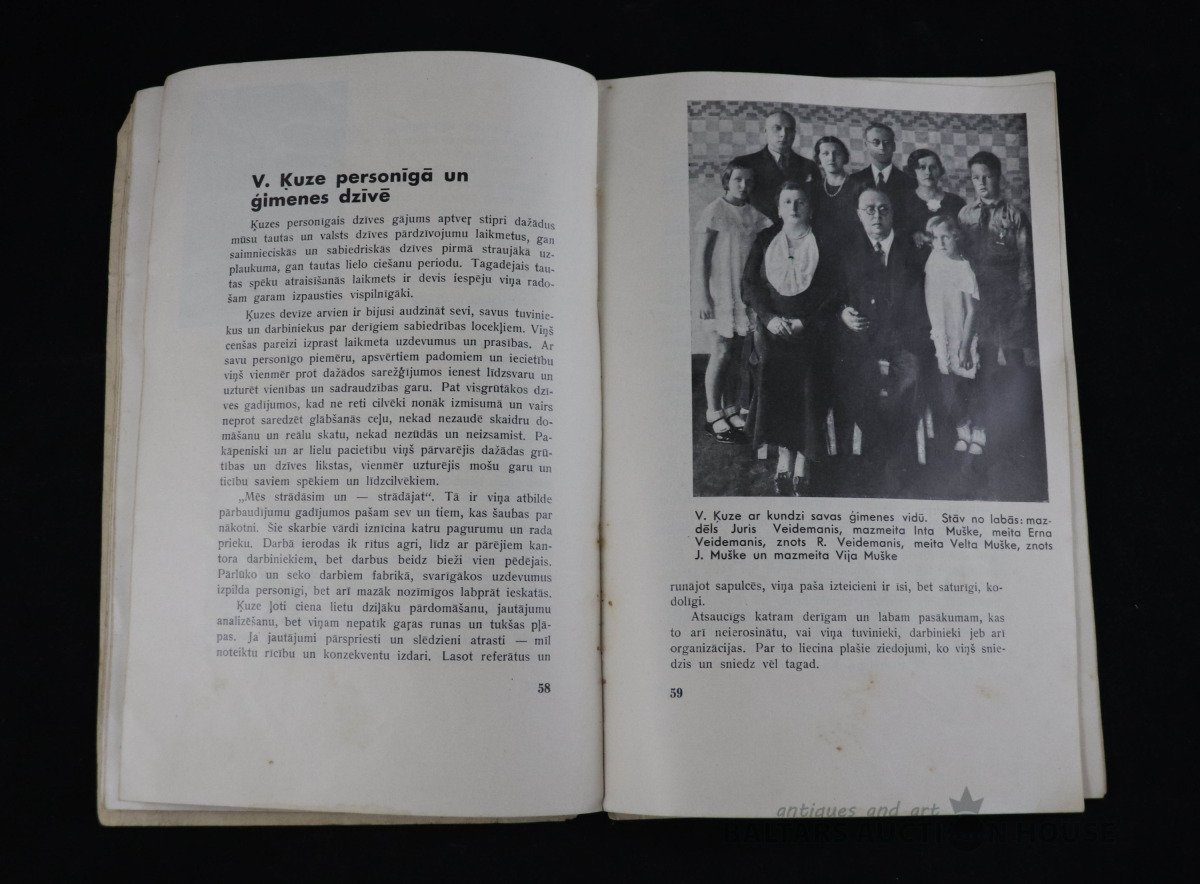 V. Ķuze personīgā un
ģimenes dzīvē
Ķuzes personīgais dzīves gājums aptveŗ stipri dažādus
mūsu tautas un valsts dzīves pārdzīvojumu laikmetus, gan
saimnieciskās un sabiedriskās dzīves pirmā straujākā uz-
plaukuma, gan tautas lielo ciešanu periodu. Tagadējais tau-
tas spēku atraisīšanās laikmets ir devis iespēju viņa rado-
šam garam izpausties vispilnīgāki.
Ķuzes devīze arvien ir bijusi audzināt sevi, savus tuvinie-
kus un darbiniekus par derīgiem sabiedrības locekļiem. Viņš
cenšas pareizi izprast laikmeta uzdevumus un prasības. Ar
savu personīgo piemēru, apsvērtiem padomiem un iecietību
viņš vienmēr prot dažādos sarežģījumos ienest līdzsvaru un
uzturēt vienības un sadraudzības garu. Pat visgrūtākos dzī-
ves gadījumos, kad ne reti cilvēki nonāk izmisumā un vairs
neprot saredzēt glābšanās ceļu, nekad nezaudē skaidru do-
māšanu un reālu skatu, nekad nezūdās un neizsamist. Pa-
kāpeniski un ar lielu pacietību viņš pārvarējis dažādas grū-
tības un dzīves likstas, vienmēr uzturējis mošu garu un
ticību saviem spēkiem un līdzcilvēkiem.
„Mēs strādāsim un — strādājat“. Tā ir viņa atbilde
pārbaudījumu gadījumos pašam sev un tiem, kas šaubas par
nākotni. Šie skarbie vārdi iznīcina katru pagurumu un rada
prieku. Darbā ierodas ik rītus agri, līdz ar pārējiem kan-
tora darbiniekiem, bet darbus beidz bieži vien pēdējais.
Pārlūko un seko darbiem fabrikā, svarīgākos uzdevumus
izpilda personīgi, bet arī mazāk nozīmīgos labprāt ieskatās.
Ķuze ļoti ciena lietu dziļāku pārdomāšanu, jautājumu
analizēšanu, bet viņam nepatīk gaŗas runas un tukšas pļā-
pas. Ja jautājumi pārspriesti un slēdzieni atrasti — mīl
noteiktu rīcību un konzekventu izdari. Lasot referātus un
58
V. Ķuze ar kundzi savas ģimenes vidū. Stāv no labās: maz-
dēls Juris Veidemanis, mazmeita Inta Muške, meita Erna
Veidemanis, znots R. Veidemanis, meita Velta Muške, znots
J. Muške un mazmeita Vija Muške
runājot sapulcēs, viņa paša izteicieni ir īsi, bet saturīgi, ko-
dolīgi.
Atsaucīgs katram derīgam un labam pasākumam, kas
to arī neierosinātu, vai viņa tuvinieki, darbinieki jeb arī
organizācijas. Par to liecina plašie ziedojumi, ko viņš snie-
dzis un sniedz vēl tagad.
59
antiques and art
BALTARS AUCTION HOUSE